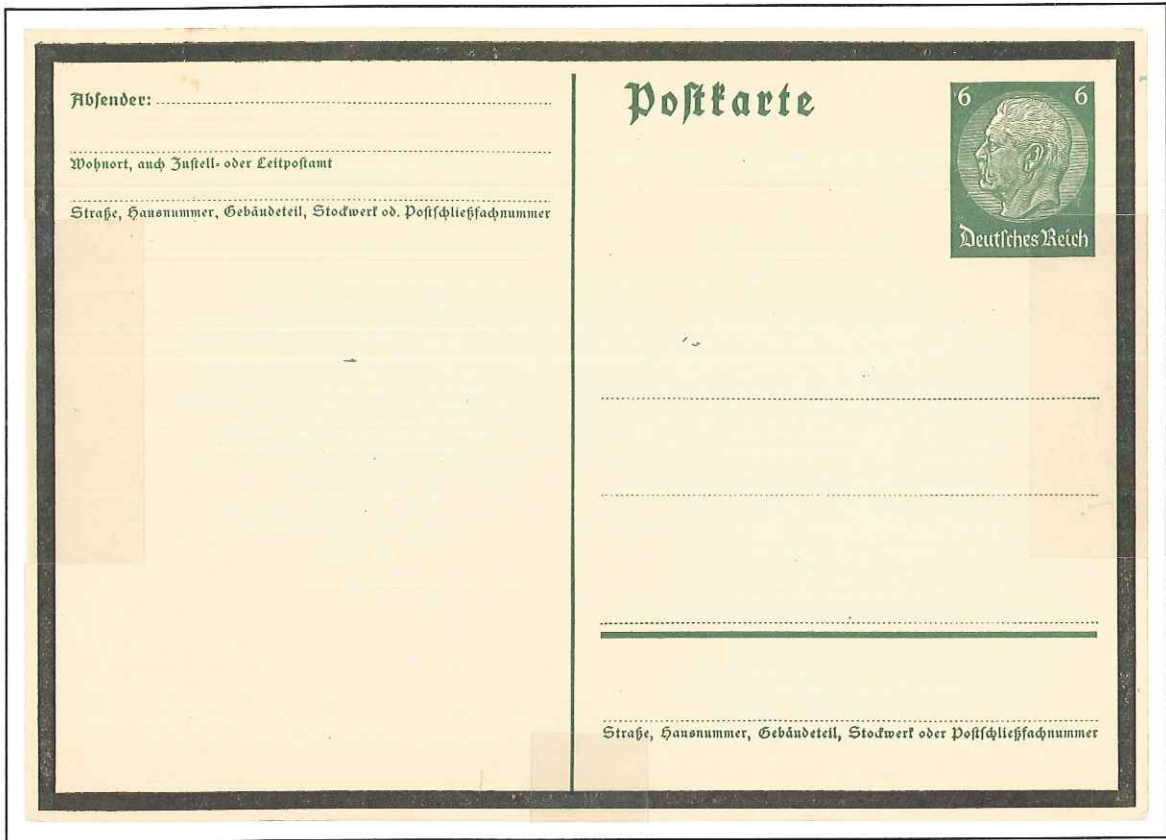 Absender:
Wohnort, auch Zustell- oder Leitpostamt
Straße, Hausnummer, Gebäudeteil, Stockwerk od. Postschließfachnummer
Postkarte
6 6
Deutsches Reich
Straße, Hausnummer, Gebäudeteil, Stockwerk oder Postschließfachnummer